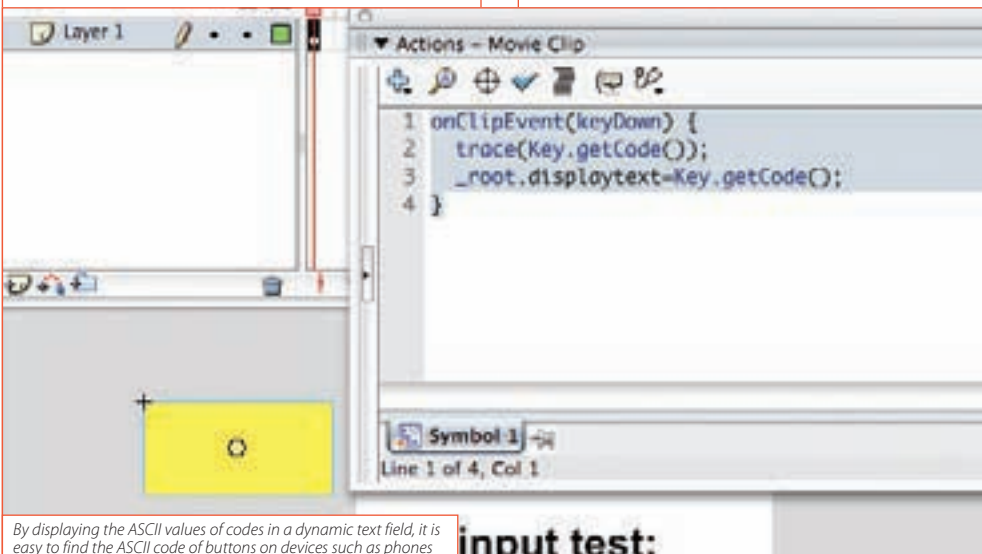 Layer 1
Actions - Movie Clip
1 onClipEvent(keyDown) {
2 trace(Key.getCode());
3 _root.displaytext=Key.getCode();
4 }
Symbol 1
Line 1 of 4, Col 1
input test:
By displaying the ASCII values of codes in a dynamic text field, it is
easy to find the ASCII code of buttons on devices such as phones